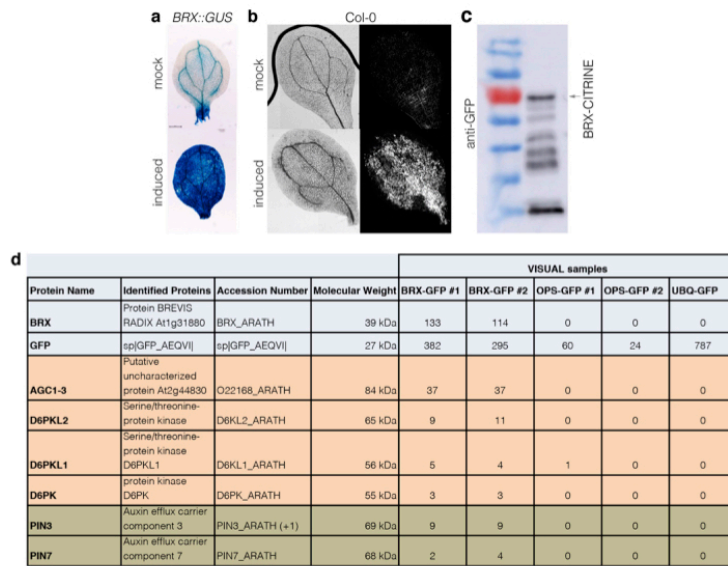 a BRX::GUS
b Col-0
c
mock
induced
mock
induced
anti-GFP
BRX-CITRINE
d
VISUAL samples
Protein Name Identified Proteins Accession Number Molecular Weight BRX-GFP #1 BRX-GFP #2 OPS-GFP #1 OPS-GFP #2 UBQ-GFP
Protein BREVIS
BRX RADIX At1g31880 BRX_ARATH 39 kDa 133 114 0 0 0
GFP sp|GFP_AEQVI| sp|GFP_AEQVI| 27 kDa 382 295 60 24 787
Putative
uncharacterized
AGC1-3 protein At2g44830 O22168_ARATH 84 kDa 37 37 0 0 0
Serine/threonine-
D6PKL2 protein kinase D6KL2_ARATH 65 kDa 9 11 0 0 0
Serine/threonine-
protein kinase
D6PKL1 D6PKL1 D6KL1_ARATH 56 kDa 5 4 1 0 0
protein kinase
D6PK D6PK D6PK_ARATH 55 kDa 3 3 0 0 0
Auxin efflux carrier
PIN3 component 3 PIN3_ARATH (+1) 69 kDa 9 9 0 0 0
Auxin efflux carrier
PIN7 component 7 PIN7_ARATH 68 kDa 2 4 0 0 0